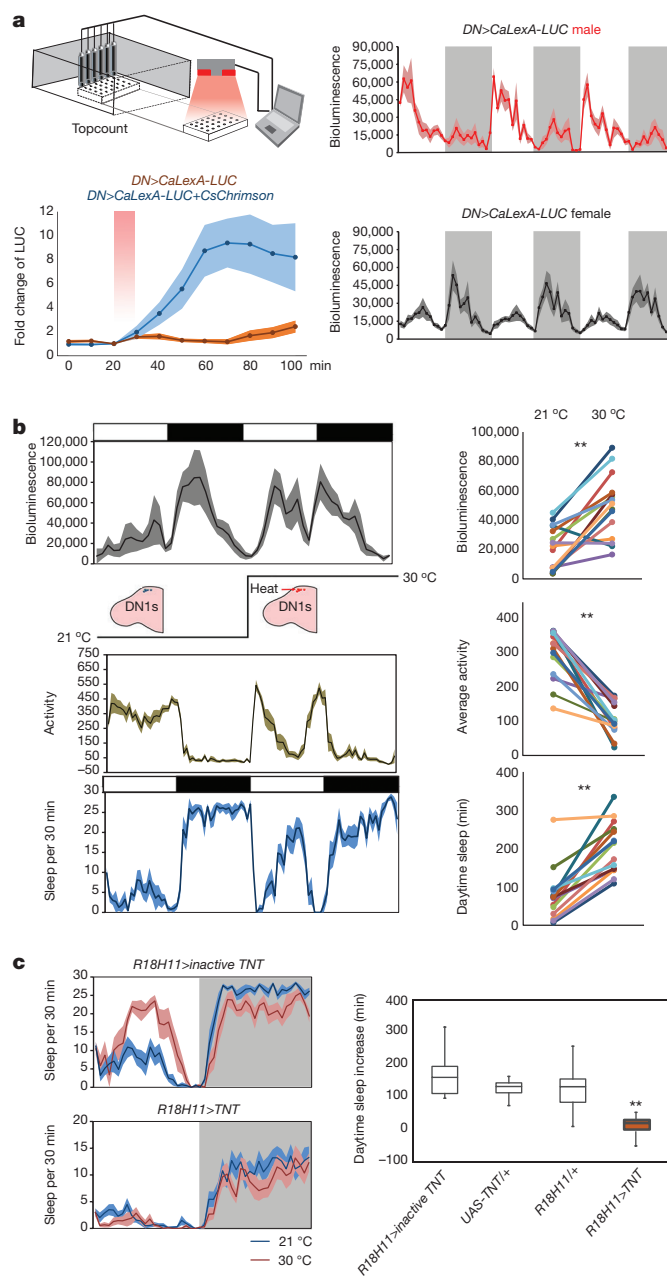 a
Topcount
DN>CaLexA-LUC male
Bioluminescence
90,000
75,000
60,000
45,000
30,000
15,000
0
DN>CaLexA-LUC
DN>CaLexA-LUC+CsChrimson
Fold change of LUC
12
10
8
6
4
2
0
0 20 40 60 80 100 min
DN>CaLexA-LUC female
Bioluminescence
90,000
75,000
60,000
45,000
30,000
15,000
0
b
Bioluminescence
120,000
100,000
80,000
60,000
40,000
20,000
0
21 °C 30 °C
**
Bioluminescence
100,000
80,000
60,000
40,000
20,000
0
DN1s
Heat
DN1s
30 °C
21 °C
Activity
750
650
550
450
350
250
150
50
−50
**
Average activity
400
300
200
100
0
Sleep per 30 min
30
25
20
15
10
5
0
**
Daytime sleep (min)
400
300
200
100
0
c
R18H11>inactive TNT
Sleep per 30 min
30
25
20
15
10
5
0
R18H11>TNT
Sleep per 30 min
20
15
10
5
0
21 °C
30 °C
Daytime sleep increase (min)
400
300
200
100
0
−100
**
R18H11>inactive TNT
UAS-TNT/+
R18H11/+
R18H11>TNT